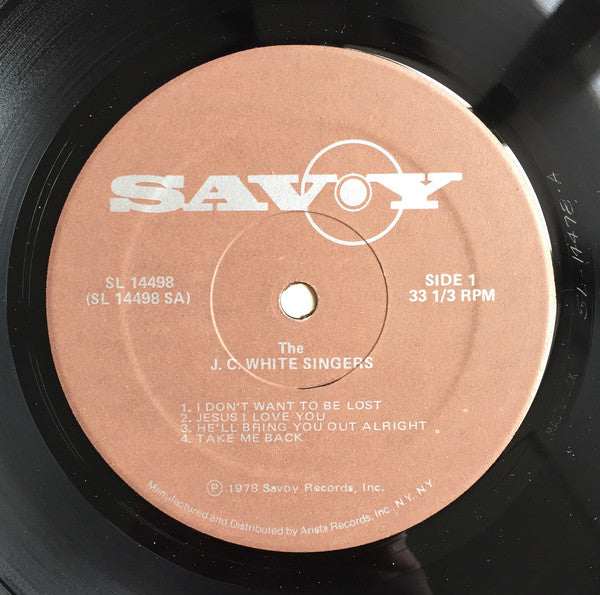 SAVOY
SL 14498
(SL 14498 SA)
SIDE 1
33 1/3 RPM
The
J. C. WHITE SINGERS
1. I DON'T WANT TO BE LOST
2. JESUS I LOVE YOU
3. HE'LL BRING YOU OUT ALRIGHT
4. TAKE ME BACK
Ⓟ 1978 Savoy Records, Inc.
Manufactured and Distributed by Arista Records, Inc. N.Y. N.Y.